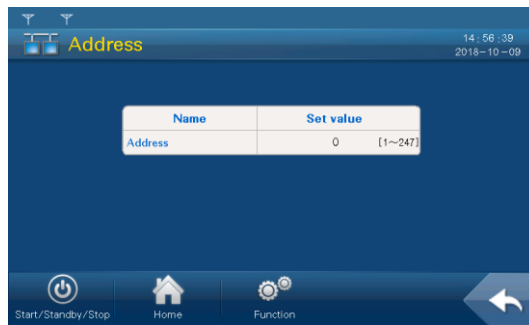 Address
14:56:39
2018-10-09
Name Set value
Address 0 [1～247]
Start/Standby/Stop Home Function